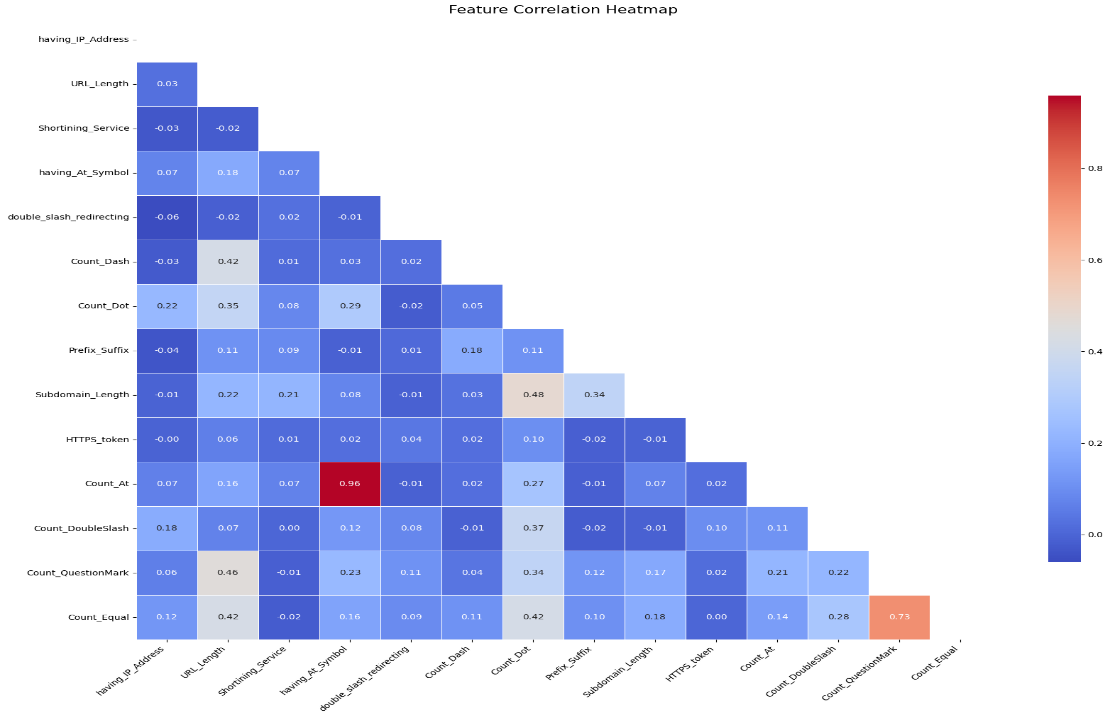 Feature Correlation Heatmap
having_IP_Address
URL_Length 0.03
Shortining_Service -0.03 -0.02
having_At_Symbol 0.07 0.18 0.07
double_slash_redirecting -0.06 -0.02 0.02 -0.01
Count_Dash -0.03 0.42 0.01 0.03 0.02
Count_Dot 0.22 0.35 0.08 0.29 -0.02 0.05
Prefix_Suffix -0.04 0.11 0.09 -0.01 0.01 0.18 0.11
Subdomain_Length -0.01 0.22 0.21 0.08 -0.01 0.03 0.48 0.34
HTTPS_token -0.00 0.06 0.01 0.02 0.04 0.02 0.10 -0.02 -0.01
Count_At 0.07 0.16 0.07 0.96 -0.01 0.02 0.27 -0.01 0.07 0.02
Count_DoubleSlash 0.18 0.07 0.00 0.12 0.08 -0.01 0.37 -0.02 -0.01 0.10 0.11
Count_QuestionMark 0.06 0.46 -0.01 0.23 0.11 0.04 0.34 0.12 0.17 0.02 0.21 0.22
Count_Equal 0.12 0.42 -0.02 0.16 0.09 0.11 0.42 0.10 0.18 0.00 0.14 0.28 0.73
having_IP_Address
URL_Length
Shortining_Service
having_At_Symbol
double_slash_redirecting
Count_Dash
Count_Dot
Prefix_Suffix
Subdomain_Length
HTTPS_token
Count_At
Count_DoubleSlash
Count_QuestionMark
Count_Equal
0.8
0.6
0.4
0.2
0.0